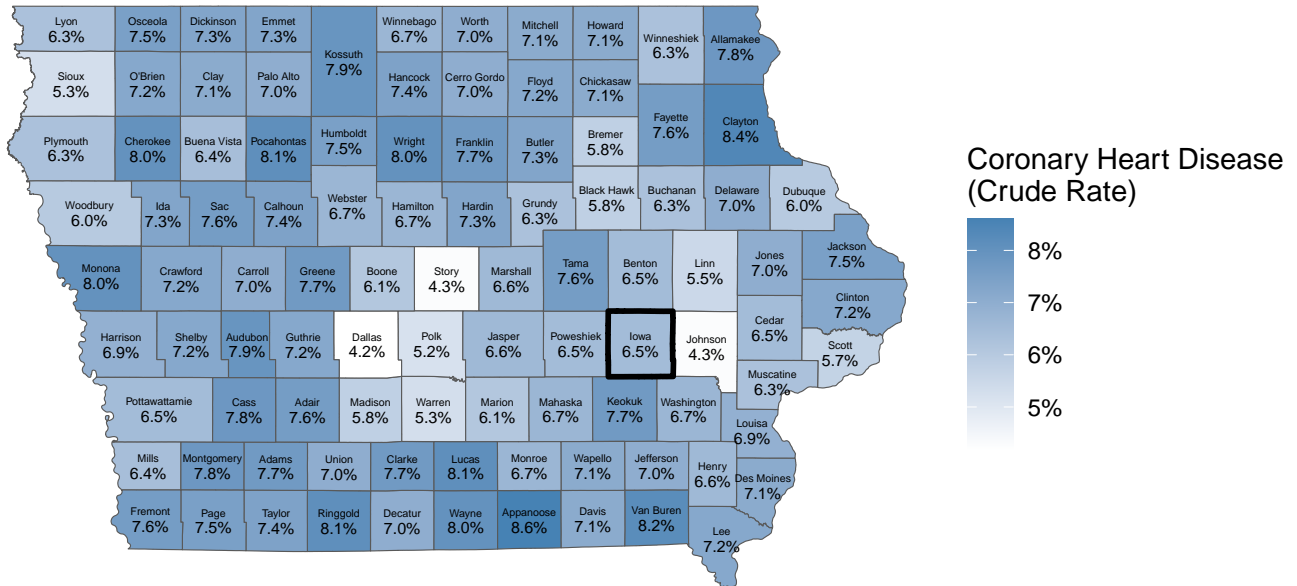 Lyon
6.3%
Osceola
7.5%
Dickinson
7.3%
Emmet
7.3%
Kossuth
7.9%
Winnebago
6.7%
Worth
7.0%
Mitchell
7.1%
Howard
7.1%
Winneshiek
6.3%
Allamakee
7.8%
Sioux
5.3%
O'Brien
7.2%
Clay
7.1%
Palo Alto
7.0%
Hancock
7.4%
Cerro Gordo
7.0%
Floyd
7.2%
Chickasaw
7.1%
Fayette
7.6%
Clayton
8.4%
Plymouth
6.3%
Cherokee
8.0%
Buena Vista
6.4%
Pocahontas
8.1%
Humboldt
7.5%
Wright
8.0%
Franklin
7.7%
Butler
7.3%
Bremer
5.8%
Woodbury
6.0%
Ida
7.3%
Sac
7.6%
Calhoun
7.4%
Webster
6.7%
Hamilton
6.7%
Hardin
7.3%
Grundy
6.3%
Black Hawk
5.8%
Buchanan
6.3%
Delaware
7.0%
Dubuque
6.0%
Monona
8.0%
Crawford
7.2%
Carroll
7.0%
Greene
7.7%
Boone
6.1%
Story
4.3%
Marshall
6.6%
Tama
7.6%
Benton
6.5%
Linn
5.5%
Jones
7.0%
Jackson
7.5%
Clinton
7.2%
Harrison
6.9%
Shelby
7.2%
Audubon
7.9%
Guthrie
7.2%
Dallas
4.2%
Polk
5.2%
Jasper
6.6%
Poweshiek
6.5%
Iowa
6.5%
Johnson
4.3%
Cedar
6.5%
Scott
5.7%
Muscatine
6.3%
Pottawattamie
6.5%
Cass
7.8%
Adair
7.6%
Madison
5.8%
Warren
5.3%
Marion
6.1%
Mahaska
6.7%
Keokuk
7.7%
Washington
6.7%
Louisa
6.9%
Mills
6.4%
Montgomery
7.8%
Adams
7.7%
Union
7.0%
Clarke
7.7%
Lucas
8.1%
Monroe
6.7%
Wapello
7.1%
Jefferson
7.0%
Henry
6.6%
Des Moines
7.1%
Fremont
7.6%
Page
7.5%
Taylor
7.4%
Ringgold
8.1%
Decatur
7.0%
Wayne
8.0%
Appanoose
8.6%
Davis
7.1%
Van Buren
8.2%
Lee
7.2%
Coronary Heart Disease
(Crude Rate)
8%
7%
6%
5%